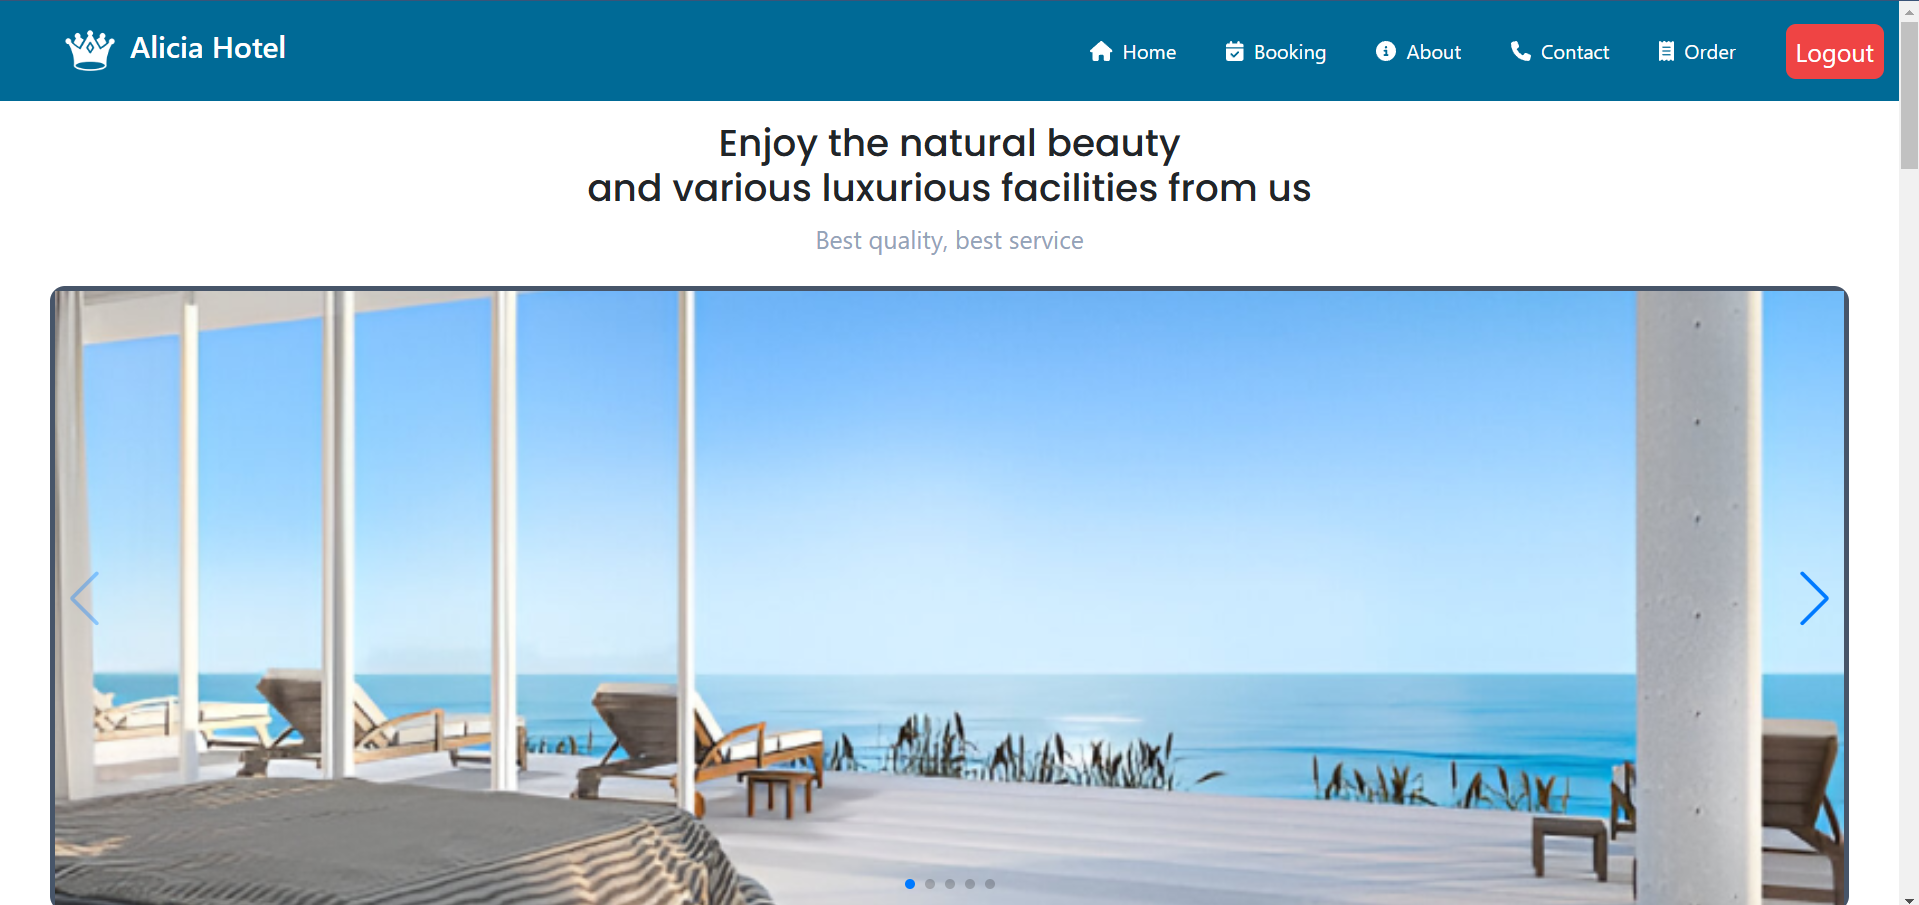 Alicia Hotel
Home Booking About Contact Order Logout
Enjoy the natural beauty
and various luxurious facilities from us
Best quality, best service